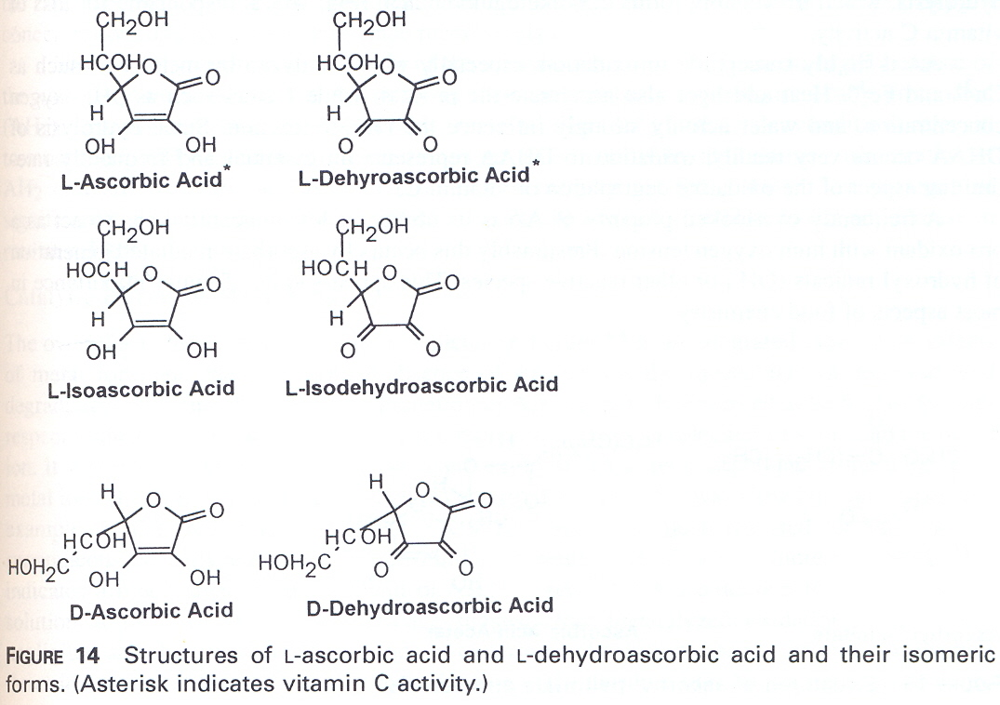 CH2OH CH2OH
HCOH O O HCOH O O
H H
OH OH O O
L-Ascorbic Acid* L-Dehyroascorbic Acid*
CH2OH CH2OH
HOCH O O HOCH O O
H H
OH OH O O
L-Isoascorbic Acid L-Isodehydroascorbic Acid
H O O H O O
HCOH HCOH
HOH2C OH OH HOH2C O O
D-Ascorbic Acid D-Dehydroascorbic Acid
FIGURE 14 Structures of L-ascorbic acid and L-dehydroascorbic acid and their isomeric
forms. (Asterisk indicates vitamin C activity.)